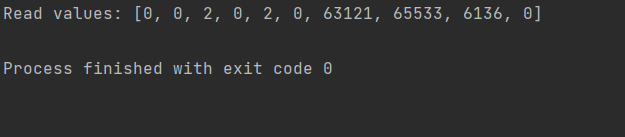 Read values: [0, 0, 2, 0, 2, 0, 63121, 65533, 6136, 0]
Process finished with exit code 0